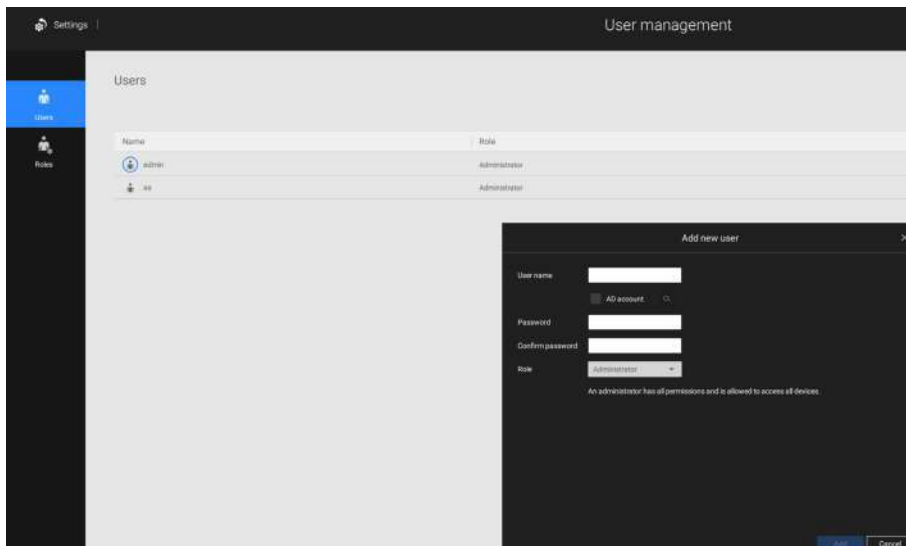 Settings
User management
Users
Users
Roles
Name Role
admin Administrator
aa Administrator
Add new user
User name
AD account
Password
Confirm password
Role Administrator
An administrator has all permissions and is allowed to access all devices.
Add Cancel